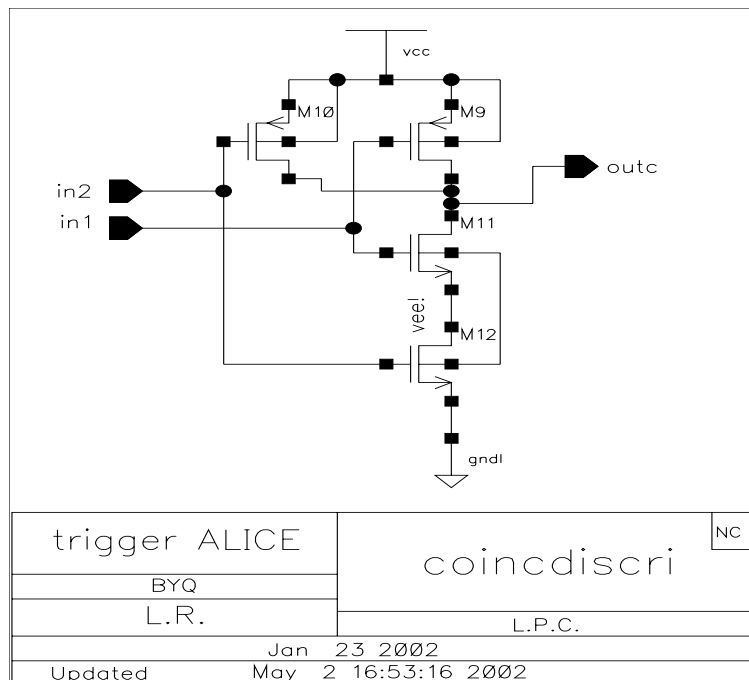 vcc
M10
M9
in2
outc
in1
M11
vee!
M12
gndl
trigger ALICE
NC
coincdiscri
BYQ
L.R.
L.P.C.
Jan 23 2002
Updated May 2 16:53:16 2002